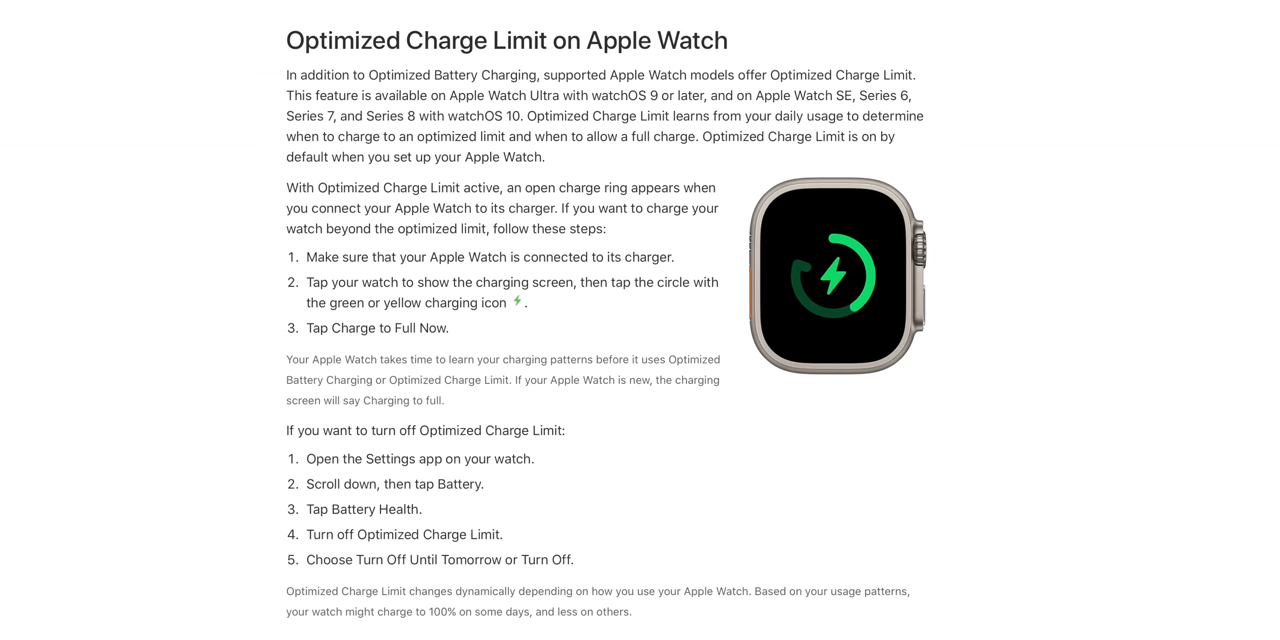 Optimized Charge Limit on Apple Watch
In addition to Optimized Battery Charging, supported Apple Watch models offer Optimized Charge Limit.
This feature is available on Apple Watch Ultra with watchOS 9 or later, and on Apple Watch SE, Series 6,
Series 7, and Series 8 with watchOS 10. Optimized Charge Limit learns from your daily usage to determine
when to charge to an optimized limit and when to allow a full charge. Optimized Charge Limit is on by
default when you set up your Apple Watch.
With Optimized Charge Limit active, an open charge ring appears when
you connect your Apple Watch to its charger. If you want to charge your
watch beyond the optimized limit, follow these steps:
1. Make sure that your Apple Watch is connected to its charger.
2. Tap your watch to show the charging screen, then tap the circle with
the green or yellow charging icon .
3. Tap Charge to Full Now.
Your Apple Watch takes time to learn your charging patterns before it uses Optimized
Battery Charging or Optimized Charge Limit. If your Apple Watch is new, the charging
screen will say Charging to full.
If you want to turn off Optimized Charge Limit:
1. Open the Settings app on your watch.
2. Scroll down, then tap Battery.
3. Tap Battery Health.
4. Turn off Optimized Charge Limit.
5. Choose Turn Off Until Tomorrow or Turn Off.
Optimized Charge Limit changes dynamically depending on how you use your Apple Watch. Based on your usage patterns,
your watch might charge to 100% on some days, and less on others.